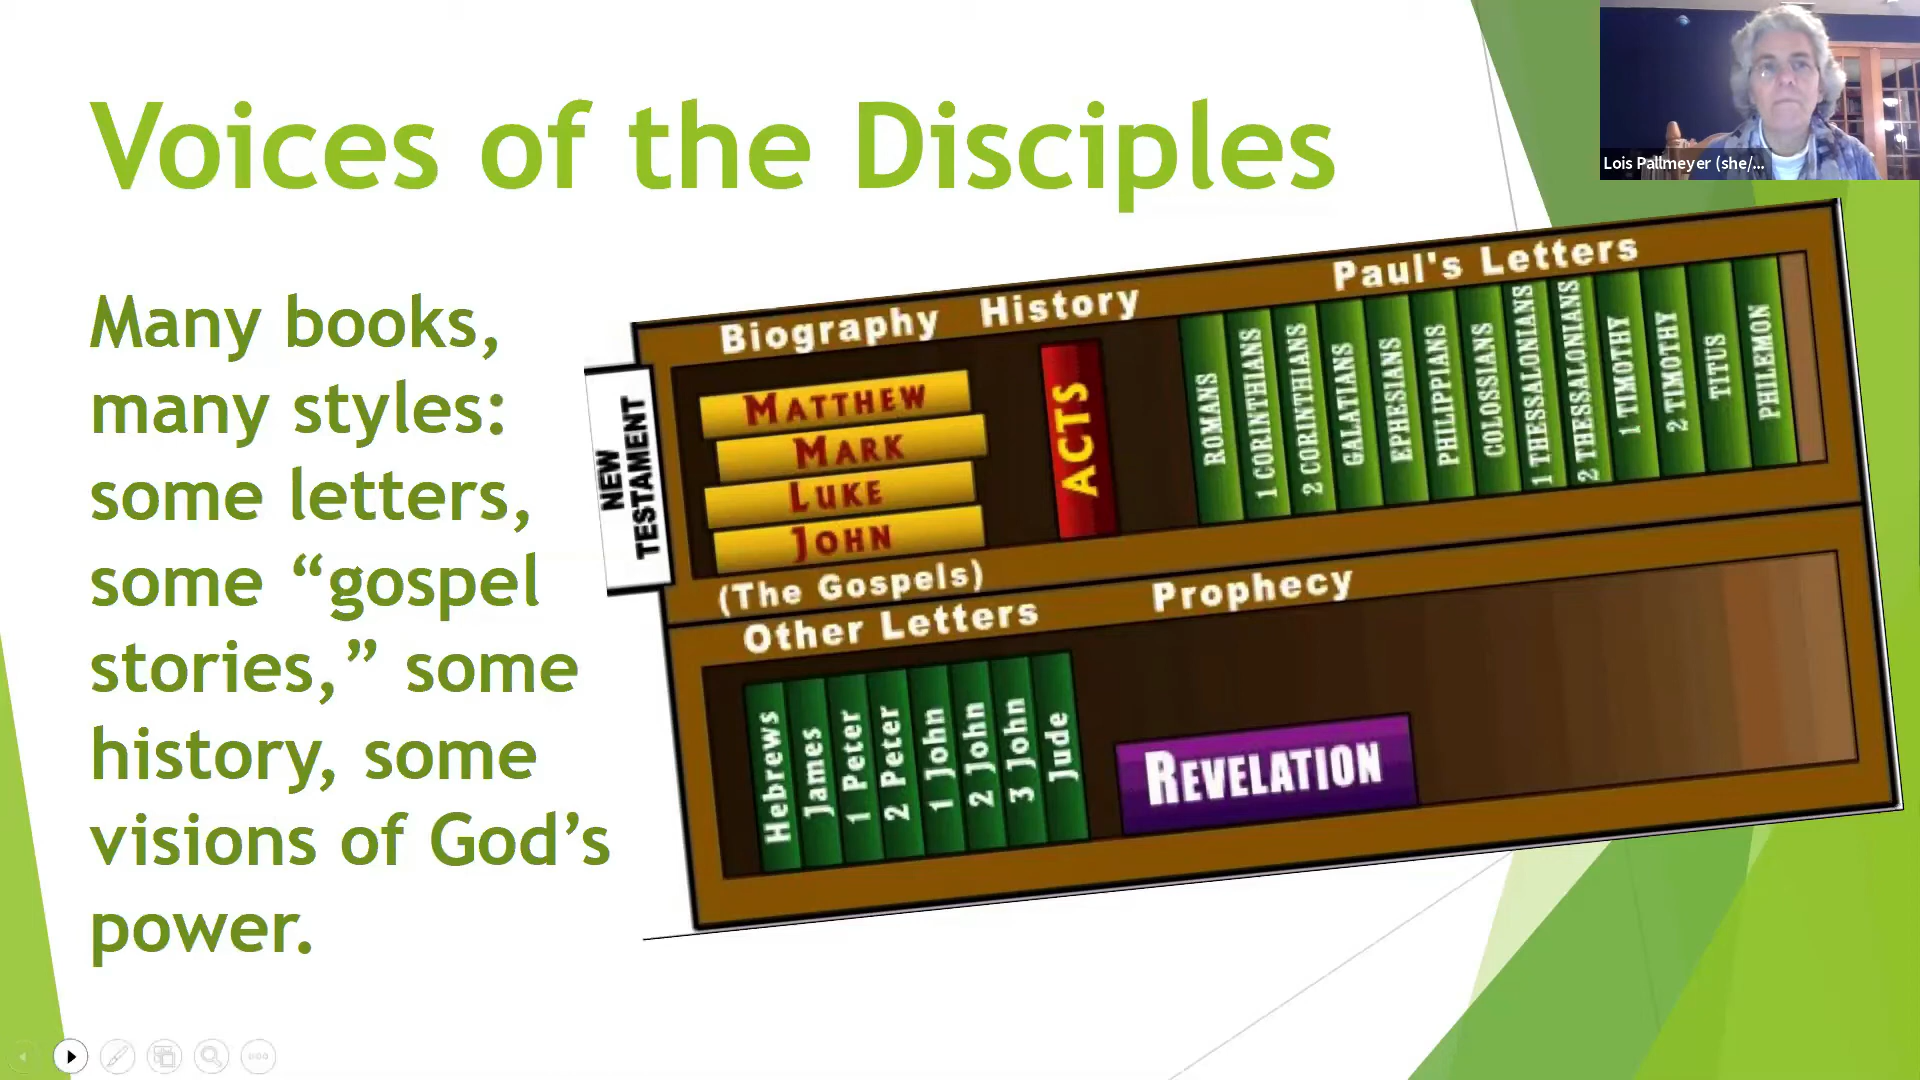 Voices of the Disciples
Lois Pallmeyer (she/...
Many books,
many styles:
some letters,
some “gospel
stories,” some
history, some
visions of God’s
power.
NEW
TESTAMENT
Biography
History
Paul's Letters
MATTHEW
MARK
LUKE
JOHN
(The Gospels)
ACTS
ROMANS
1 CORINTHIANS
2 CORINTHIANS
GALATIANS
EPHESIANS
PHILIPPIANS
COLOSSIANS
1 THESSALONIANS
2 THESSALONIANS
1 TIMOTHY
2 TIMOTHY
TITUS
PHILEMON
Other Letters
Prophecy
Hebrews
James
1 Peter
2 Peter
1 John
2 John
3 John
Jude
REVELATION